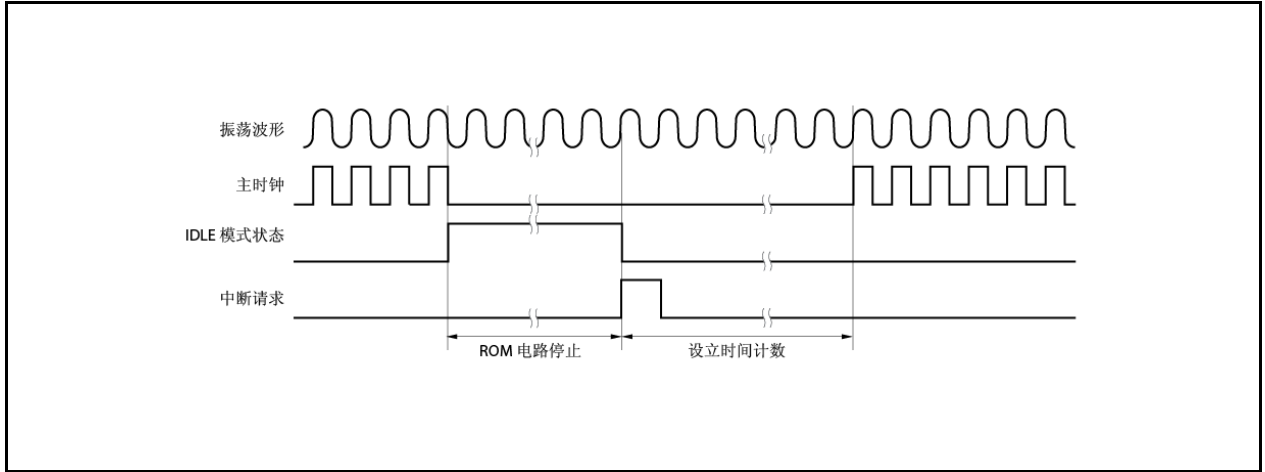 振荡波形
主时钟
IDLE 模式状态
中断请求
ROM 电路停止
设立时间计数